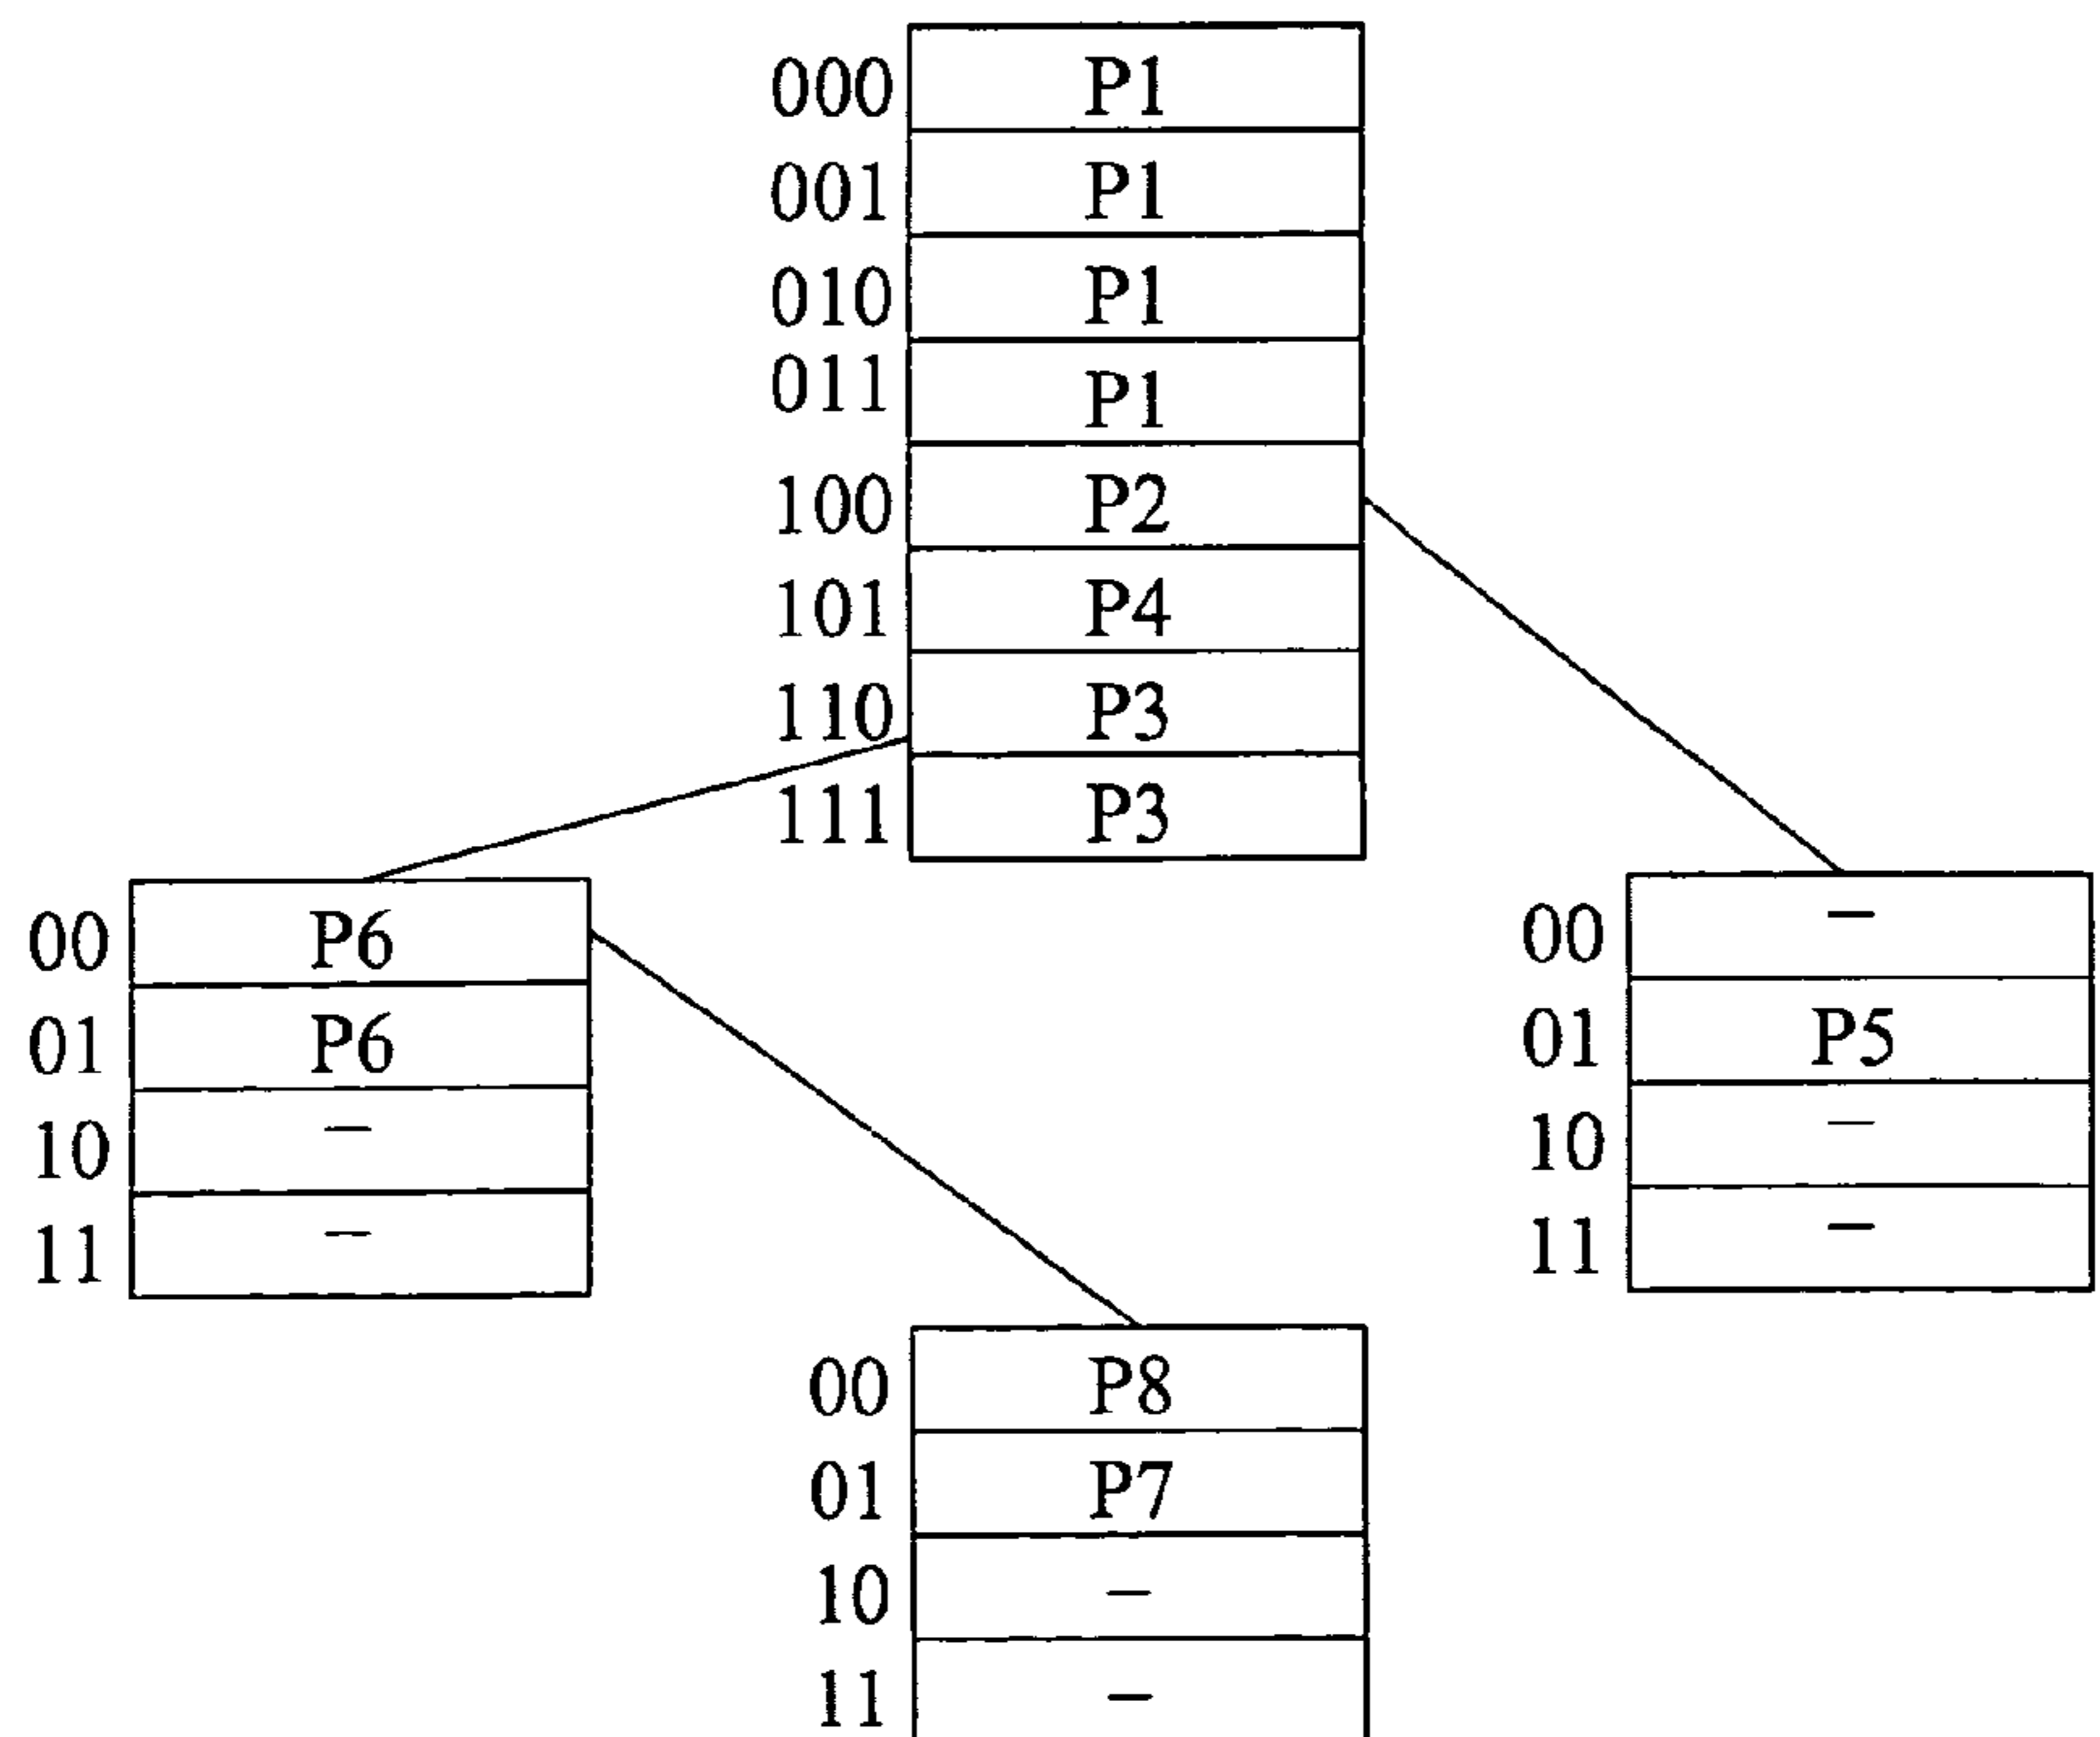 000 P1
001 P1
010 P1
011 P1
100 P2
101 P4
110 P3
111 P3
00 P6
01 P6
10 –
11 –
00 –
01 P5
10 –
11 –
00 P8
01 P7
10 –
11 –